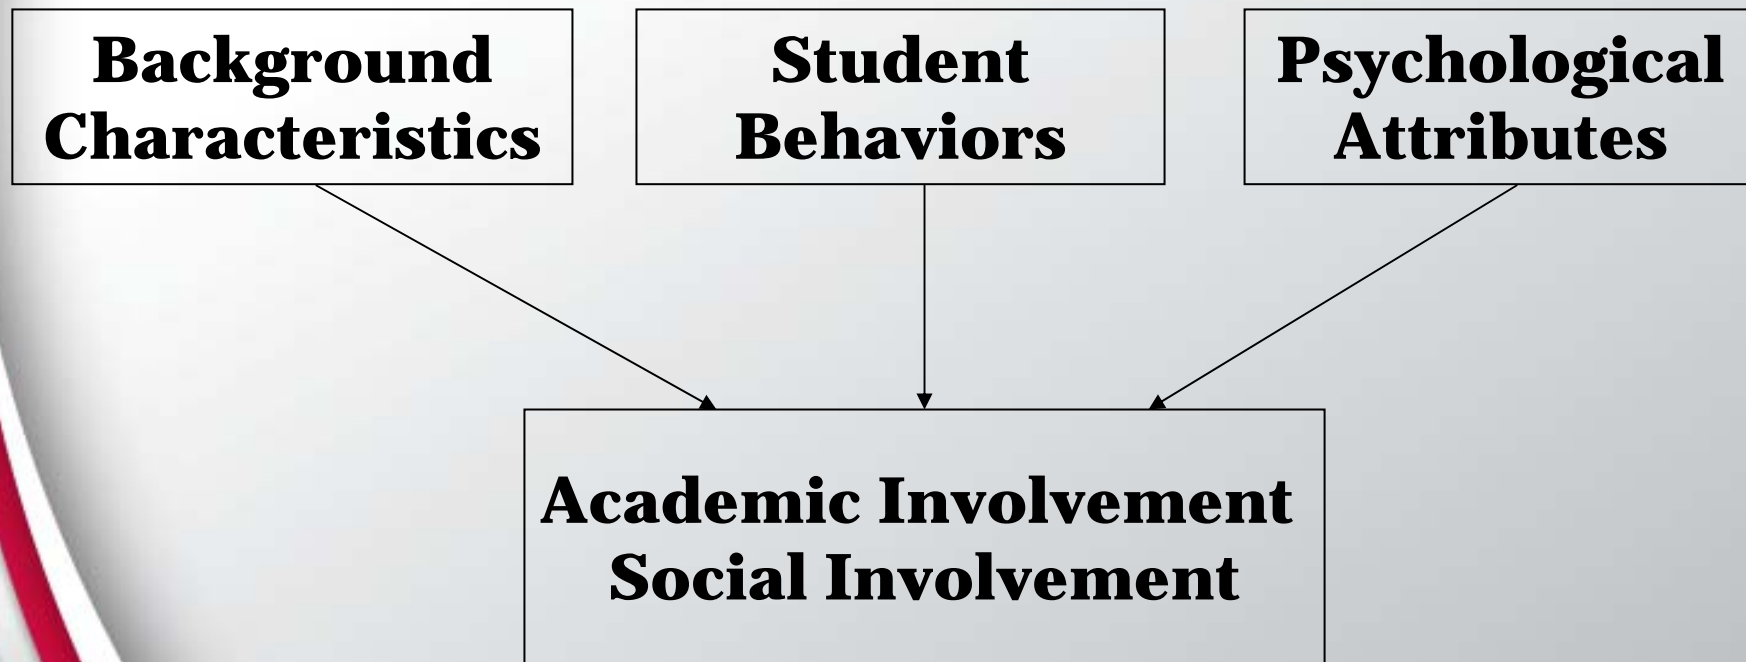 Background
Characteristics
Student
Behaviors
Psychological
Attributes
Academic Involvement
Social Involvement